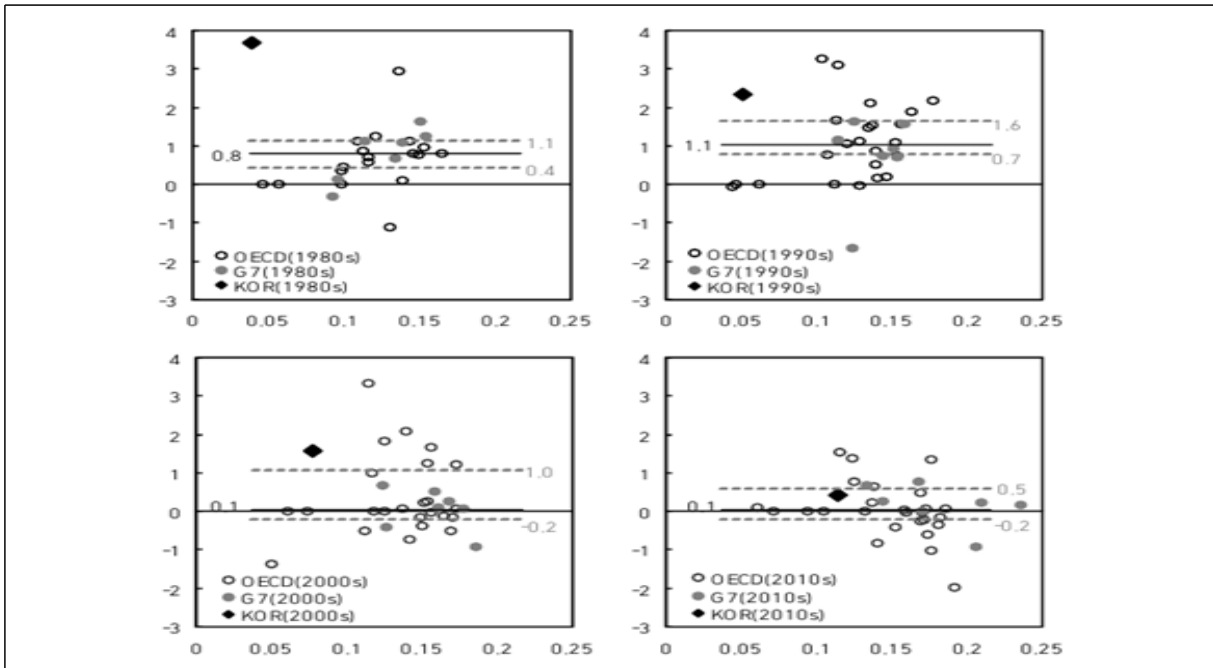 4
3
2
1
0
-1
-2
-3
0.8
1.1
0.4
OECD(1980s)
G7(1980s)
KOR(1980s)
0 0.05 0.1 0.15 0.2 0.25
4
3
2
1
0
-1
-2
-3
1.1
1.6
0.7
OECD(1990s)
G7(1990s)
KOR(1990s)
0 0.05 0.1 0.15 0.2 0.25
4
3
2
1
0
-1
-2
-3
1.0
0.1
-0.2
OECD(2000s)
G7(2000s)
KOR(2000s)
0 0.05 0.1 0.15 0.2 0.25
4
3
2
1
0
-1
-2
-3
0.5
0.1
-0.2
OECD(2010s)
G7(2010s)
KOR(2010s)
0 0.05 0.1 0.15 0.2 0.25